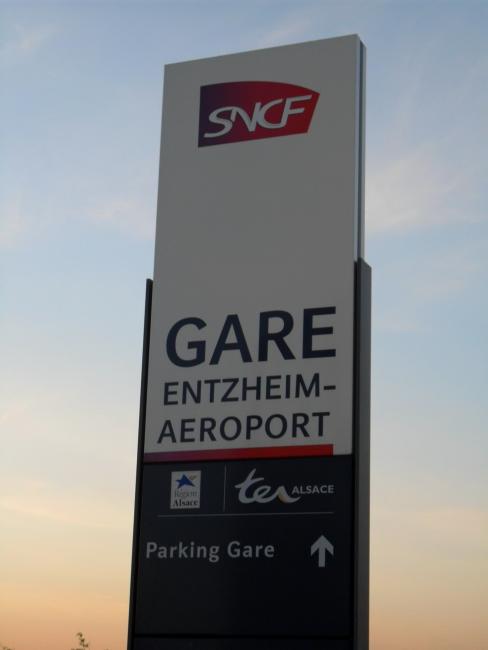 SNCF
GARE
ENTZHEIM-
AEROPORT
Région
Alsace
ter ALSACE
Parking Gare ↑